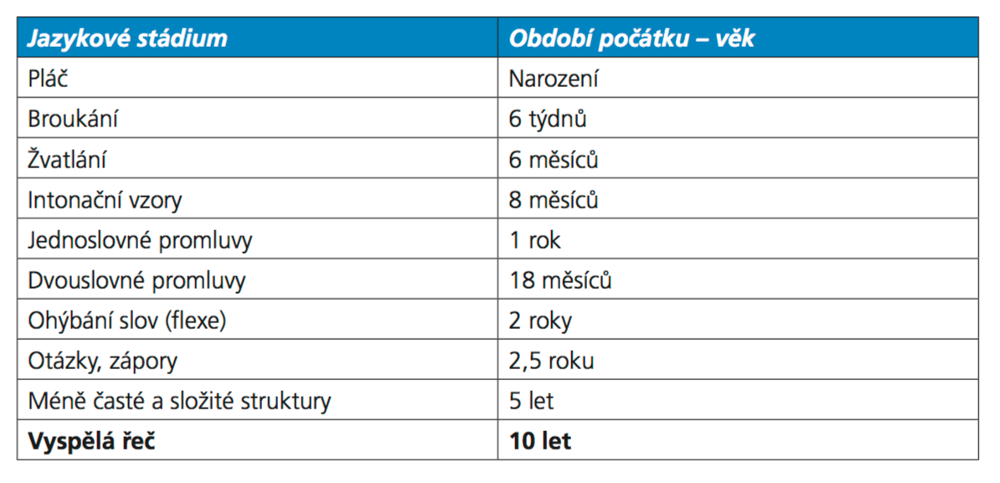 Jazykové stádium Období počátku – věk
Pláč Narození
Broukání 6 týdnů
Žvatlání 6 měsíců
Intonační vzory 8 měsíců
Jednoslovné promluvy 1 rok
Dvouslovné promluvy 18 měsíců
Ohýbání slov (flexe) 2 roky
Otázky, zápory 2,5 roku
Méně časté a složité struktury 5 let
Vyspělá řeč 10 let